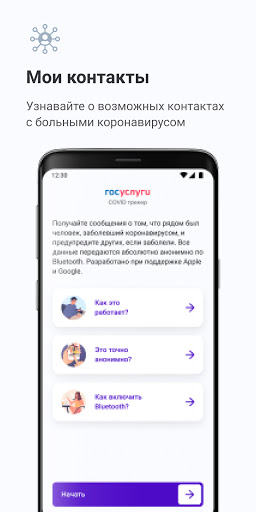 Мои контакты
Узнавайте о возможных контактах
с больными коронавирусом
12:30
госуслуги
COVID трекер
Получайте сообщения о том, что рядом был
человек, заболевший коронавирусом, и
предупредите других, если заболели. Все
данные передаются абсолютно анонимно по
Bluetooth. Разработано при поддержке Apple
и Google.
Как это
работает?
Это точно
анонимно?
Как включить
Bluetooth?
Начать